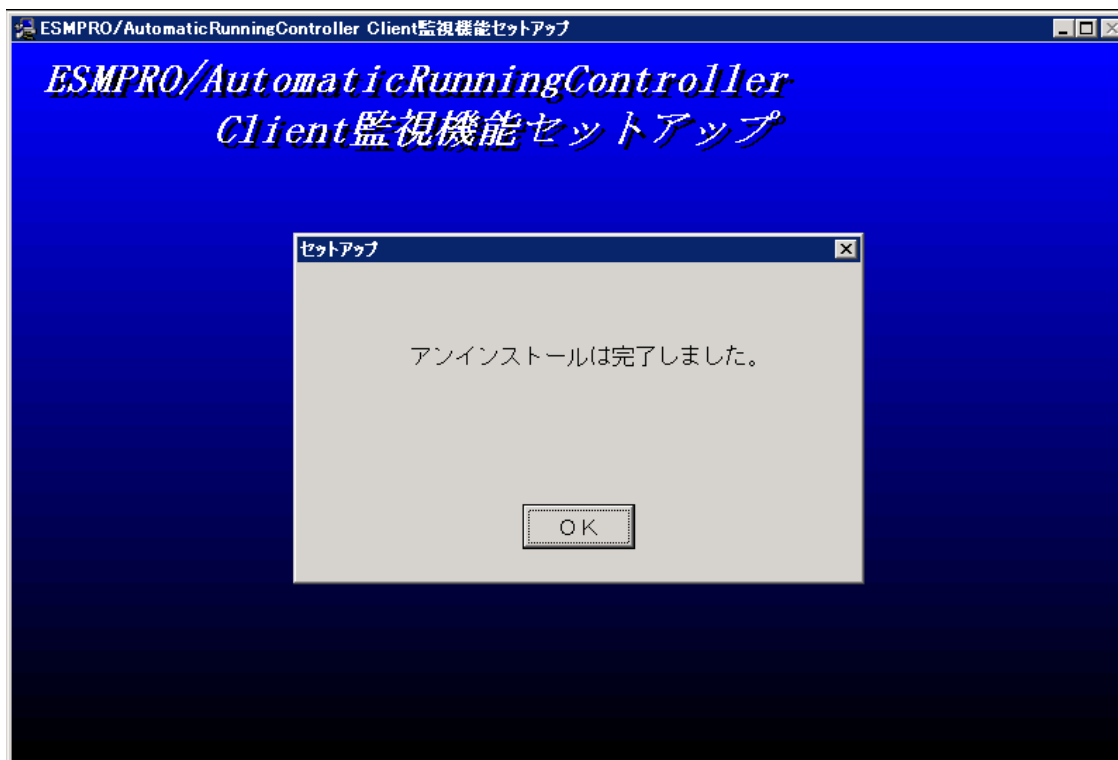 ESMPRO/AutomaticRunningController Client監視機能セットアップ
ESMPRO/AutomaticRunningController
Client監視機能セットアップ
セットアップ
アンインストールは完了しました。
ＯＫ